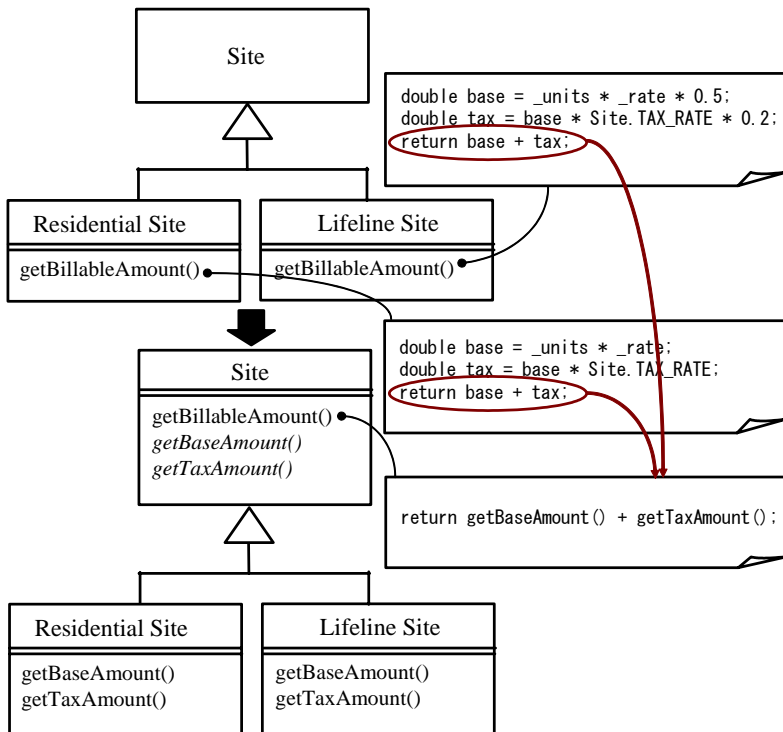 Site
double base = _units * _rate * 0.5;
double tax = base * Site.TAX_RATE * 0.2;
return base + tax;
Residential Site
getBillableAmount()
Lifeline Site
getBillableAmount()
double base = _units * _rate;
double tax = base * Site.TAX_RATE;
return base + tax;
Site
getBillableAmount()
getBaseAmount()
getTaxAmount()
return getBaseAmount() + getTaxAmount();
Residential Site
getBaseAmount()
getTaxAmount()
Lifeline Site
getBaseAmount()
getTaxAmount()